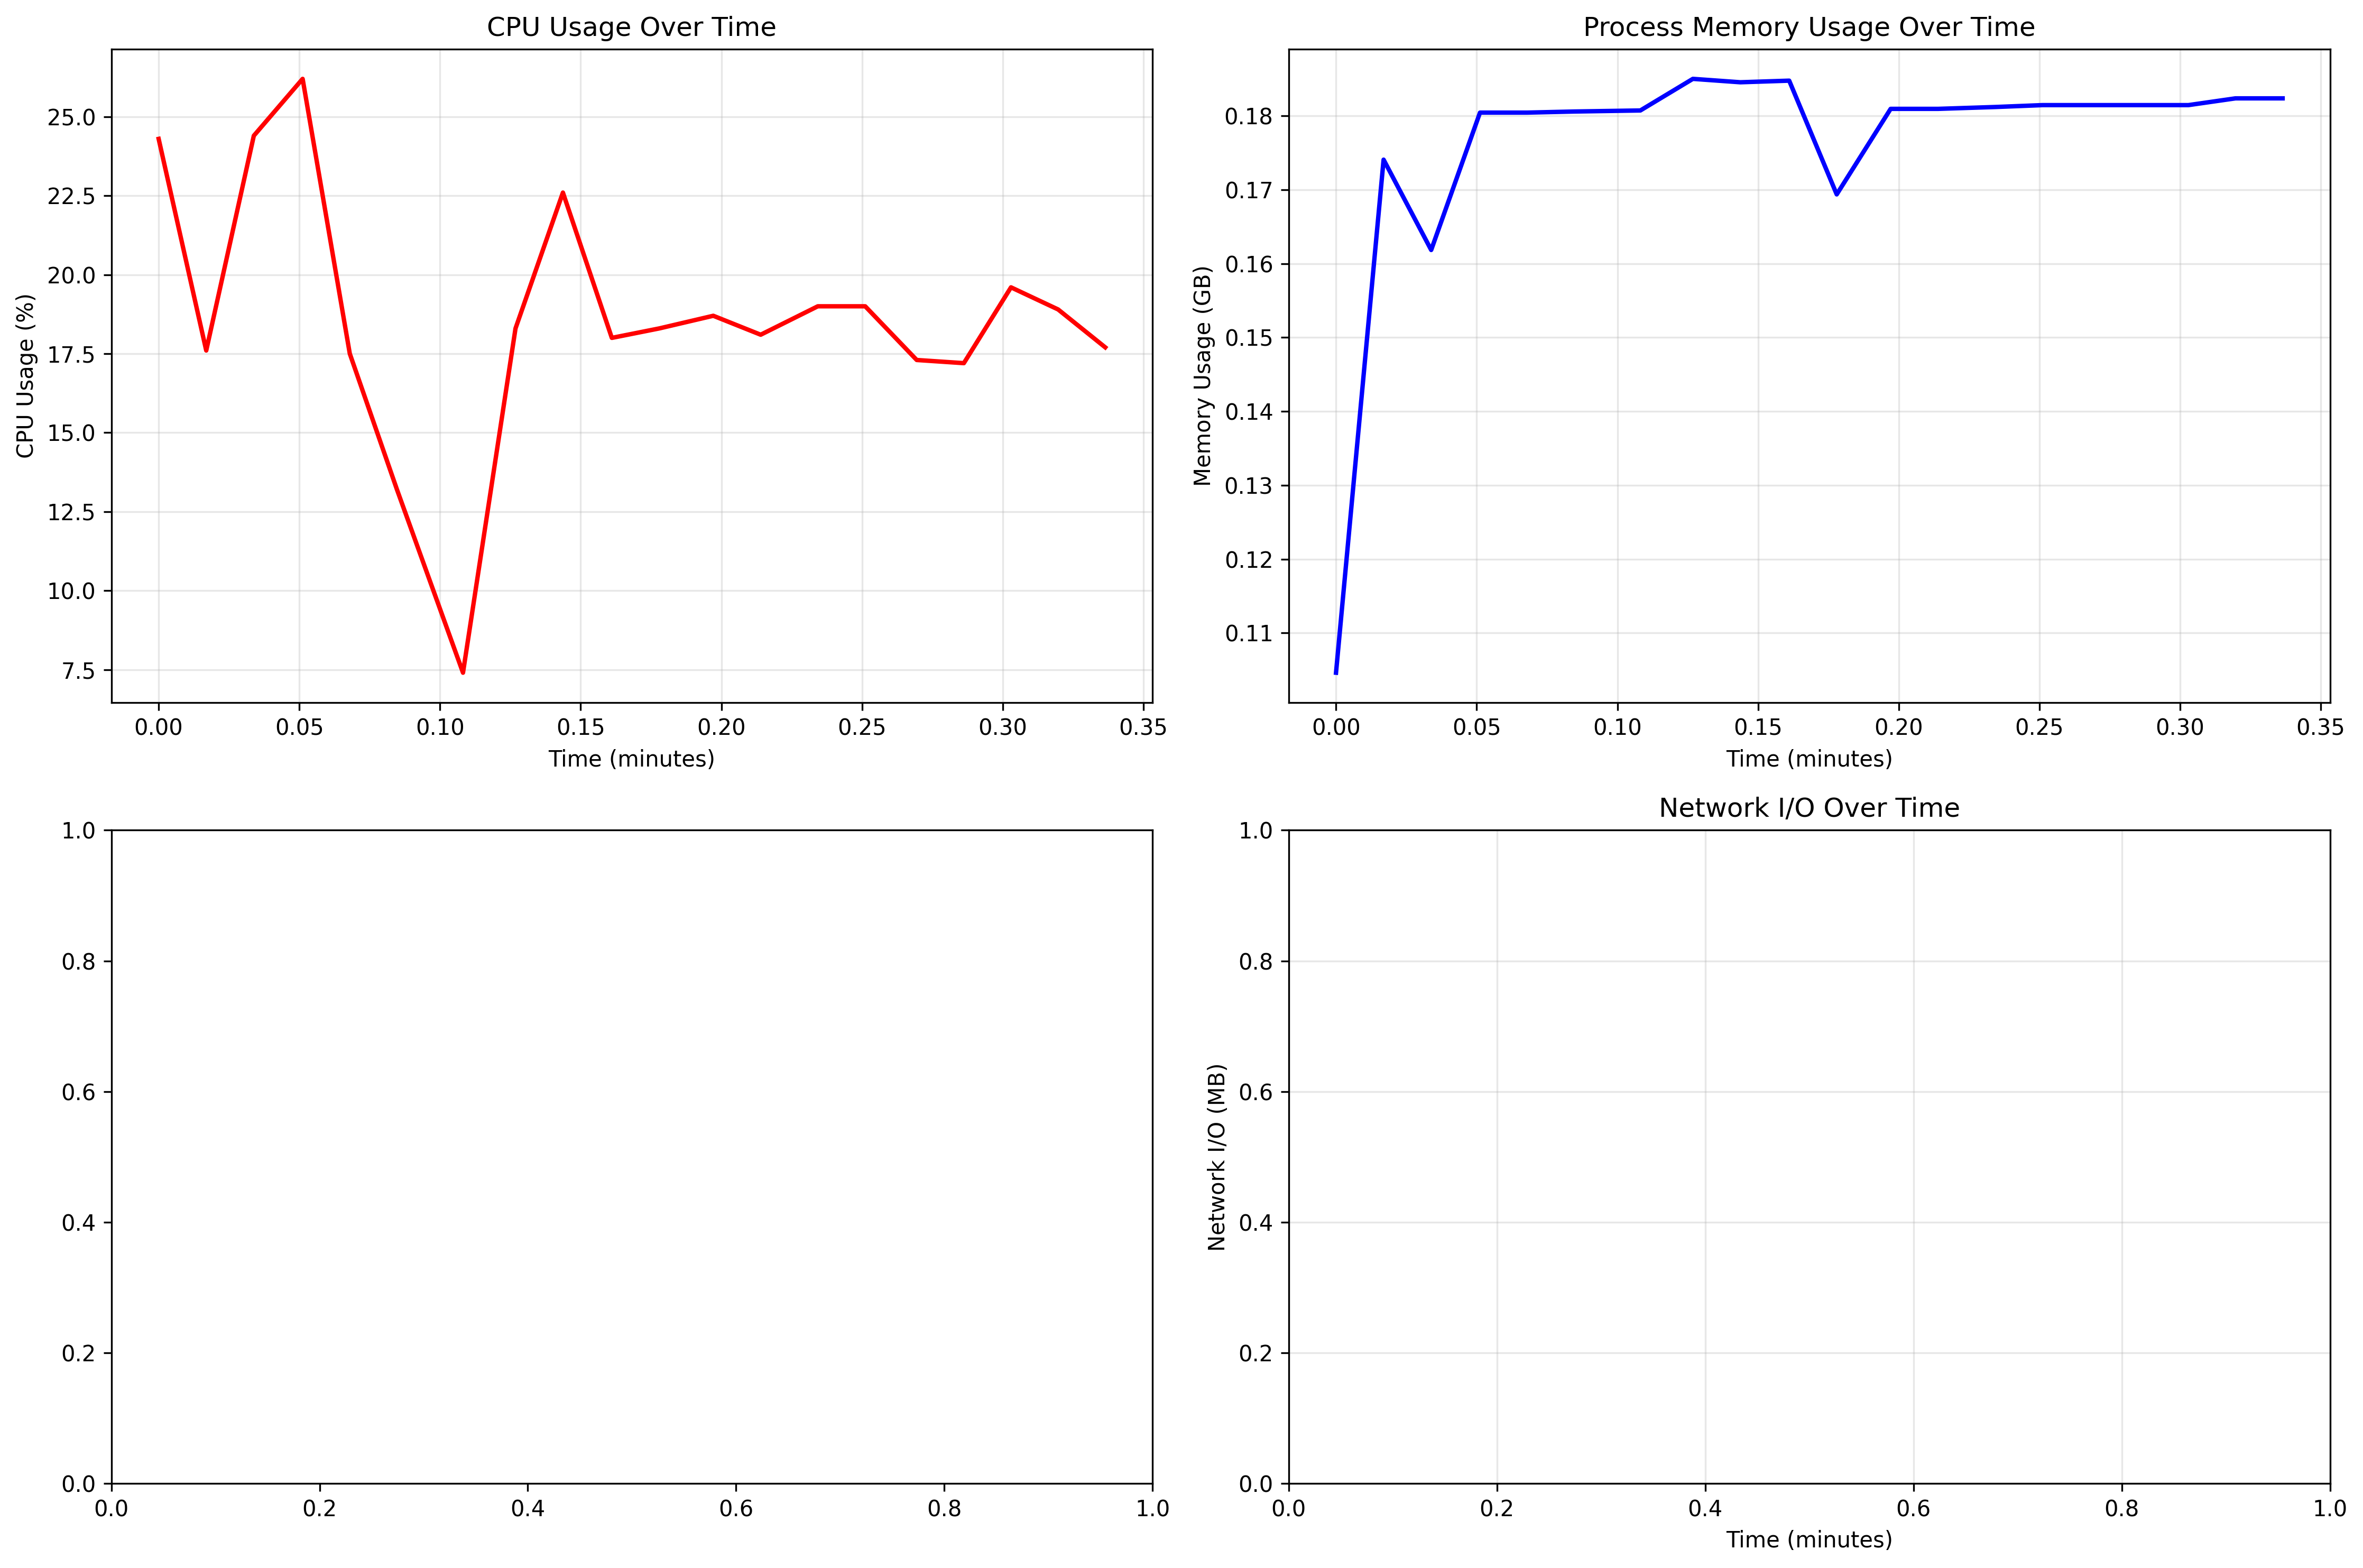 CPU Usage Over Time
CPU Usage (%)
25.0
22.5
20.0
17.5
15.0
12.5
10.0
7.5
0.00 0.05 0.10 0.15 0.20 0.25 0.30 0.35
Time (minutes)
Process Memory Usage Over Time
Memory Usage (GB)
0.18
0.17
0.16
0.15
0.14
0.13
0.12
0.11
0.00 0.05 0.10 0.15 0.20 0.25 0.30 0.35
Time (minutes)
1.0
0.8
0.6
0.4
0.2
0.0
0.0 0.2 0.4 0.6 0.8 1.0
Network I/O Over Time
Network I/O (MB)
1.0
0.8
0.6
0.4
0.2
0.0
0.0 0.2 0.4 0.6 0.8 1.0
Time (minutes)